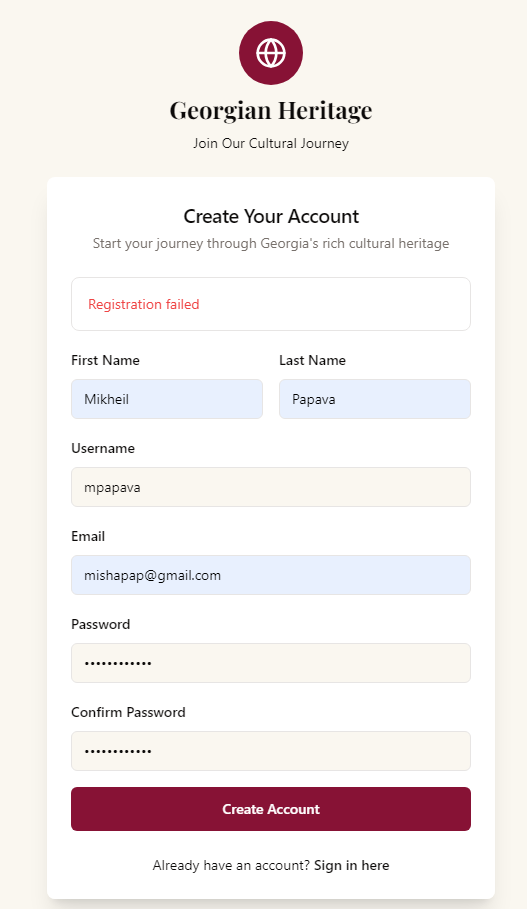 Georgian Heritage
Join Our Cultural Journey
Create Your Account
Start your journey through Georgia's rich cultural heritage
Registration failed
First Name
Last Name
Mikheil
Papava
Username
mpapava
Email
mishapap@gmail.com
Password
••••••••••••
Confirm Password
••••••••••••
Create Account
Already have an account? Sign in here